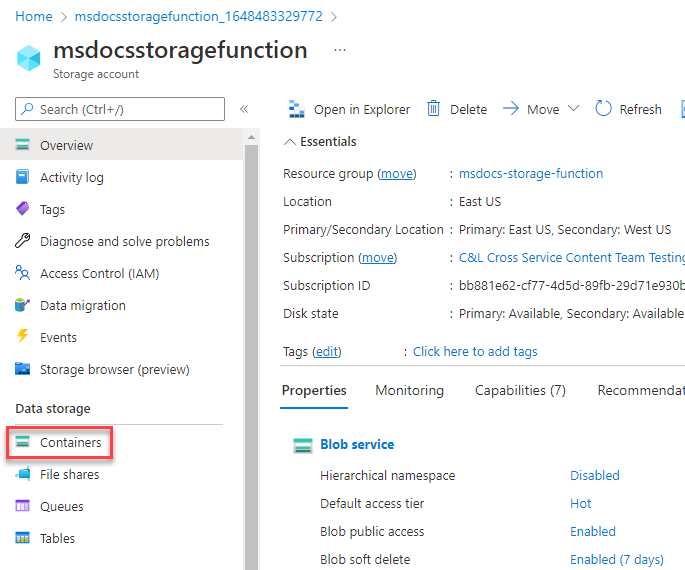 Home > msdocsstoragefunction_1648483329772 >
msdocsstoragefunction ...
Storage account
Search (Ctrl+/)
«
Overview
Activity log
Tags
Diagnose and solve problems
Access Control (IAM)
Data migration
Events
Storage browser (preview)
Data storage
Containers
File shares
Queues
Tables
Open in Explorer Delete Move Refresh
Essentials
Resource group (move) : msdocs-storage-function
Location : East US
Primary/Secondary Location : Primary: East US, Secondary: West US
Subscription (move) : C&L Cross Service Content Team Testing
Subscription ID : bb881e62-cf77-4d5d-89fb-29d71e930b
Disk state : Primary: Available, Secondary: Available
Tags (edit) : Click here to add tags
Properties Monitoring Capabilities (7) Recommendat
Blob service
Hierarchical namespace Disabled
Default access tier Hot
Blob public access Enabled
Blob soft delete Enabled (7 days)